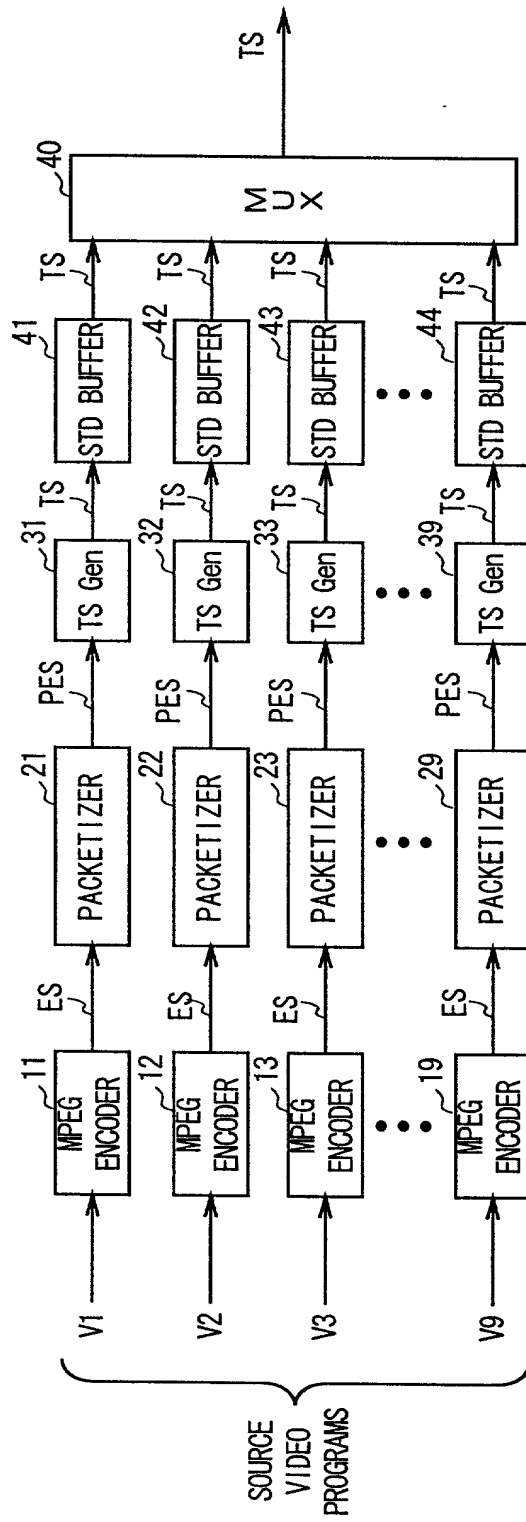 SOURCE
VIDEO
PROGRAMS
V1
11
MPEG
ENCODER
ES
21
PACKETIZER
PES
31
TS Gen
TS
41
STD BUFFER
TS
V2
12
MPEG
ENCODER
ES
22
PACKETIZER
PES
32
TS Gen
TS
42
STD BUFFER
TS
V3
13
MPEG
ENCODER
ES
23
PACKETIZER
PES
33
TS Gen
TS
43
STD BUFFER
TS
V9
19
MPEG
ENCODER
ES
29
PACKETIZER
PES
39
TS Gen
TS
44
STD BUFFER
TS
40
MUX
TS